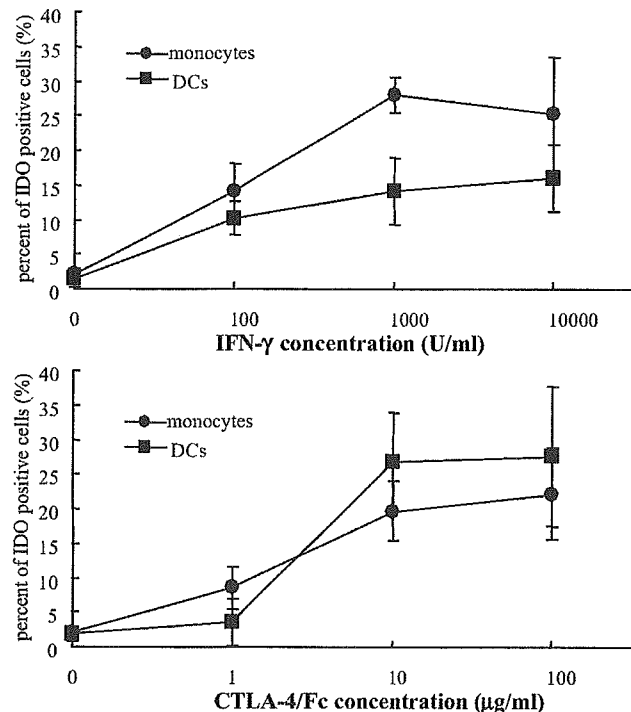 40
35
30
25
20
15
10
5
0
percent of IDO positive cells (%)
monocytes
DCs
0 100 1000 10000
IFN-γ concentration (U/ml)
40
35
30
25
20
15
10
5
0
percent of IDO positive cells (%)
monocytes
DCs
0 1 10 100
CTLA-4/Fc concentration (μg/ml)